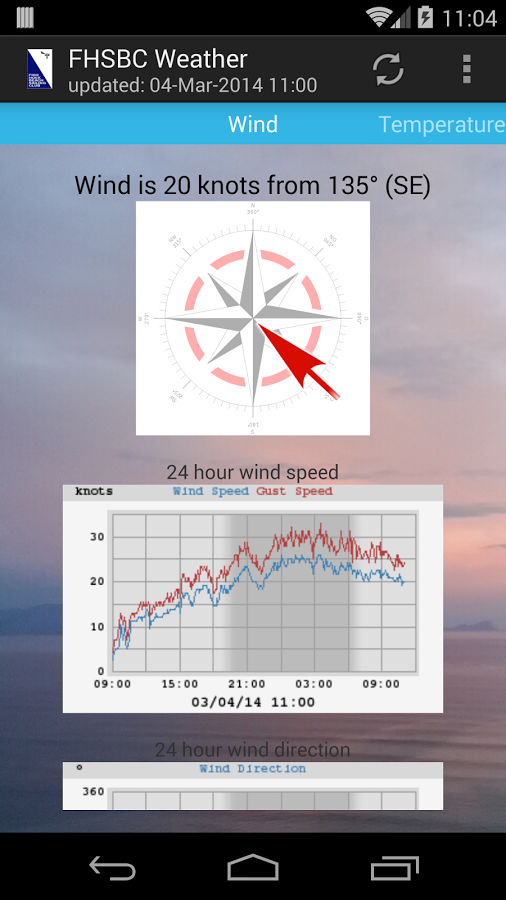 11:04
FHSBC Weather
updated: 04-Mar-2014 11:00
Wind Temperature
Wind is 20 knots from 135° (SE)
N
360°
24 hour wind speed
knots Wind Speed Gust Speed
30
20
10
0
09:00 15:00 21:00 03:00 09:00
03/04/14 11:00
24 hour wind direction
° Wind Direction
360